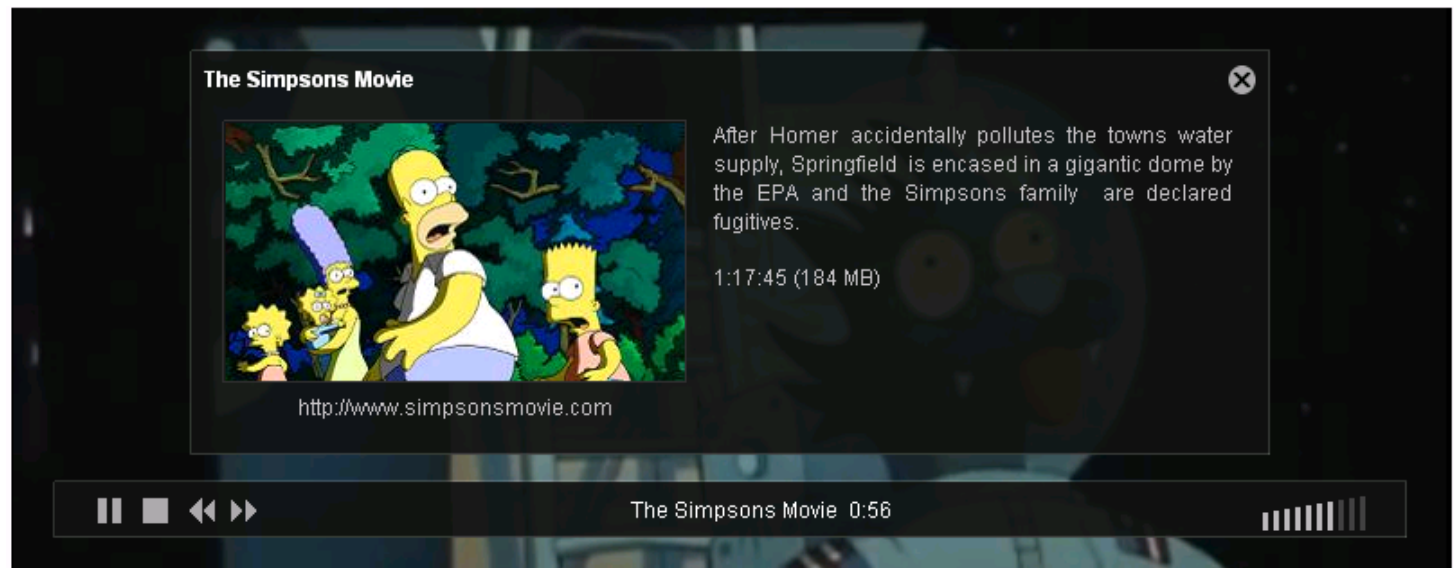 The Simpsons Movie
After Homer accidentally pollutes the towns water
supply, Springfield is encased in a gigantic dome by
the EPA and the Simpsons family are declared
fugitives.
1:17:45 (184 MB)
http://www.simpsonsmovie.com
The Simpsons Movie 0:56